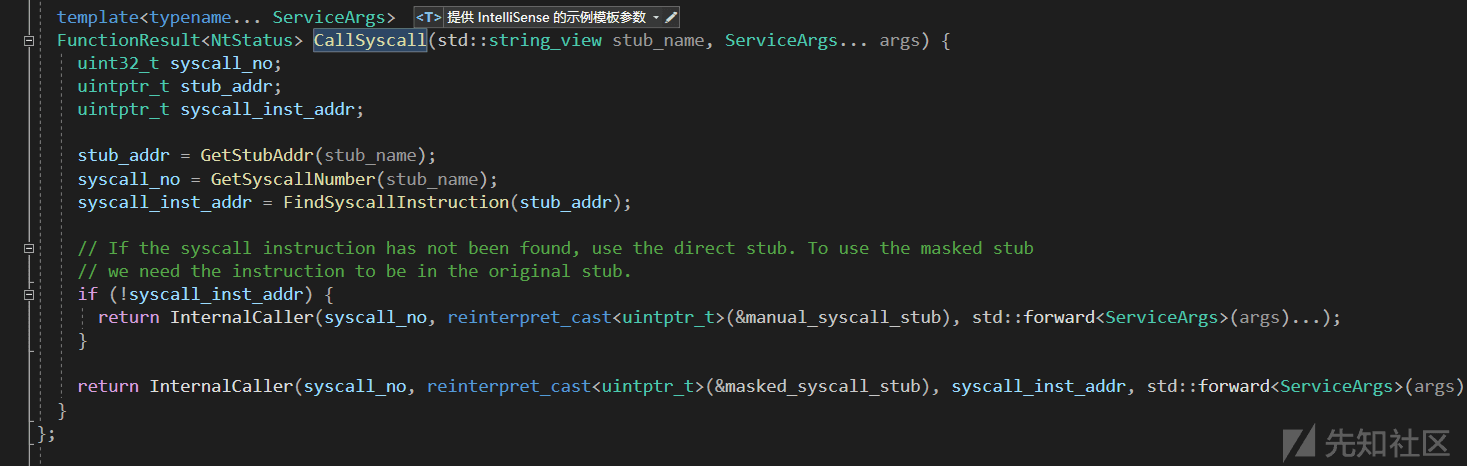 template<typename... ServiceArgs> <T> 提供 IntelliSense 的示例模板参数
FunctionResult<NtStatus> CallSyscall(std::string_view stub_name, ServiceArgs... args) {
uint32_t syscall_no;
uintptr_t stub_addr;
uintptr_t syscall_inst_addr;
stub_addr = GetStubAddr(stub_name);
syscall_no = GetSyscallNumber(stub_name);
syscall_inst_addr = FindSyscallInstruction(stub_addr);
// If the syscall instruction has not been found, use the direct stub. To use the masked stub
// we need the instruction to be in the original stub.
if (!syscall_inst_addr) {
return InternalCaller(syscall_no, reinterpret_cast<uintptr_t>(&manual_syscall_stub), std::forward<ServiceArgs>(args)...);
}
return InternalCaller(syscall_no, reinterpret_cast<uintptr_t>(&masked_syscall_stub), syscall_inst_addr, std::forward<ServiceArgs>(args)
}
};
先知社区